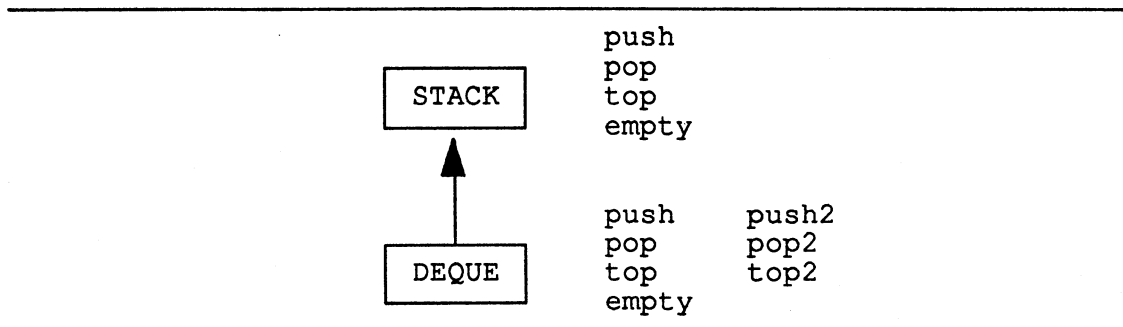 push
pop
STACK
top
empty
push push2
pop pop2
DEQUE
top top2
empty